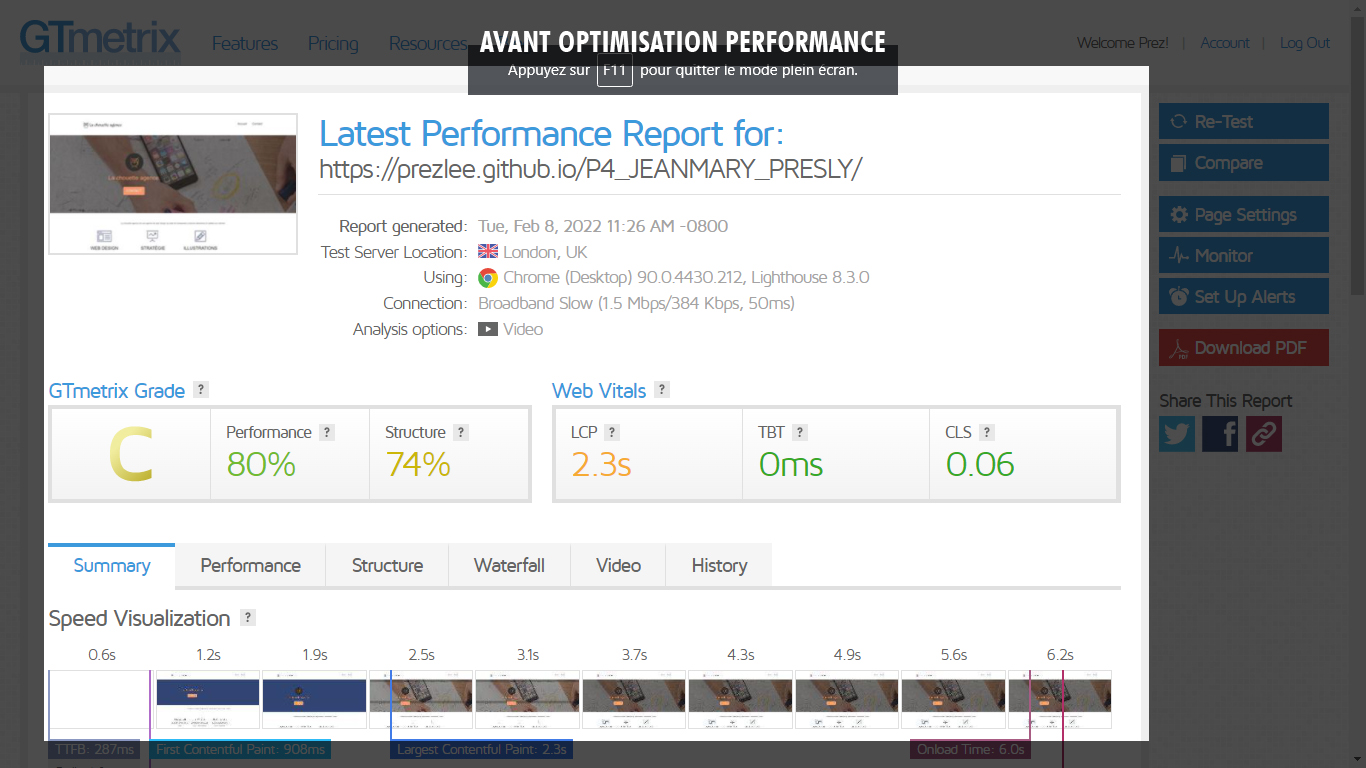 GTmetrix Features Pricing Resources
AVANT OPTIMISATION PERFORMANCE
Welcome Prez! | Account | Log Out
Appuyez sur F11 pour quitter le mode plein écran.
La chouette agence
La chouette agence
WEB DESIGN STRATÉGIE ILLUSTRATIONS
Latest Performance Report for:
https://prezlee.github.io/P4_JEANMARY_PRESLY/
Report generated: Tue, Feb 8, 2022 11:26 AM -0800
Test Server Location: London, UK
Using: Chrome (Desktop) 90.0.4430.212, Lighthouse 8.3.0
Connection: Broadband Slow (1.5 Mbps/384 Kbps, 50ms)
Analysis options: Video
Re-Test
Compare
Page Settings
Monitor
Set Up Alerts
PDF Download PDF
Share This Report
GTmetrix Grade ?
C
Performance ?
80%
Structure ?
74%
Web Vitals ?
LCP ?
2.3s
TBT ?
0ms
CLS ?
0.06
Summary Performance Structure Waterfall Video History
Speed Visualization ?
0.6s 1.2s 1.9s 2.5s 3.1s 3.7s 4.3s 4.9s 5.6s 6.2s
TTFB: 287ms First Contentful Paint: 908ms Largest Contentful Paint: 2.3s Onload Time: 6.0s